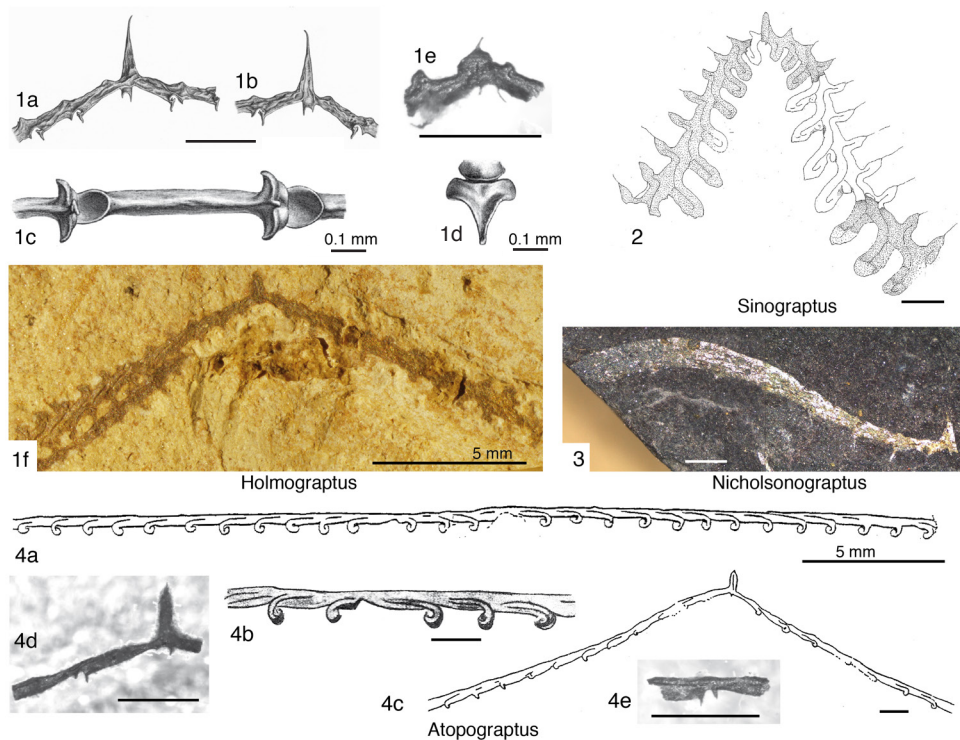 1a
1b
1e
1c
0.1 mm
1d
0.1 mm
2
Sinograptus
1f
5 mm
Holmograptus
3
Nicholsonograptus
4a
5 mm
4d
4b
4c
4e
Atopograptus